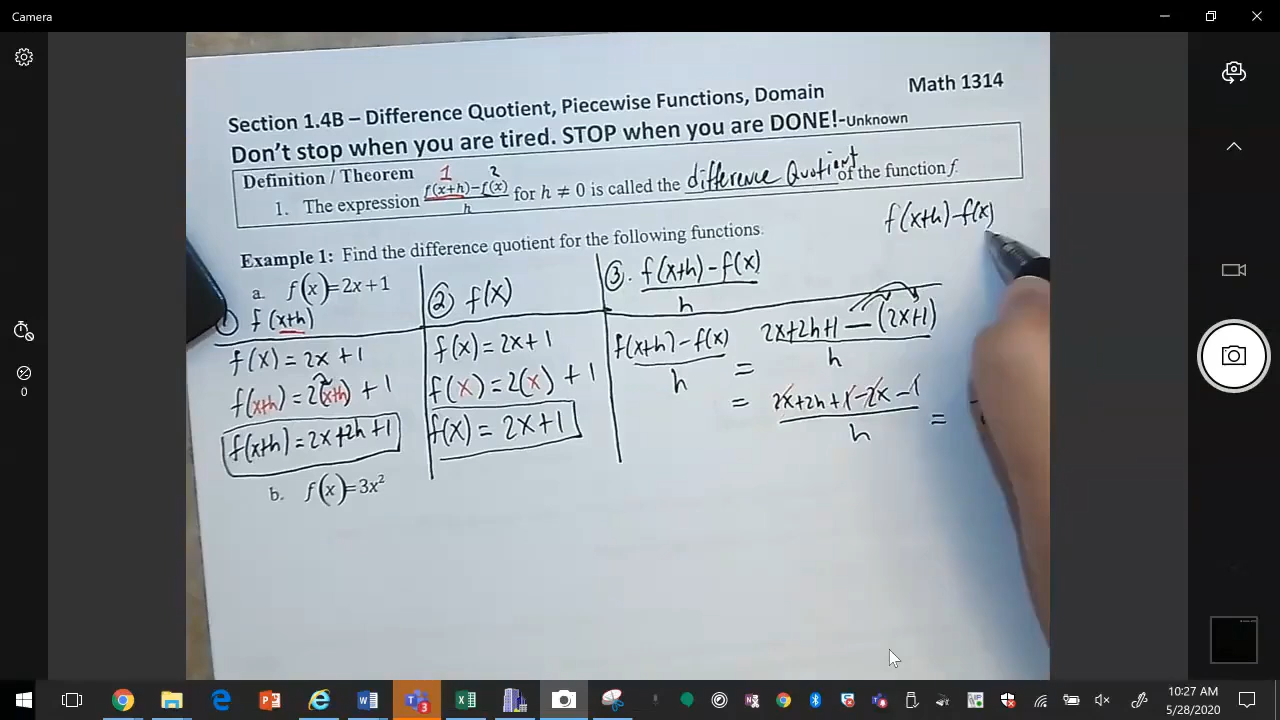 Camera
Section 1.4B – Difference Quotient, Piecewise Functions, Domain Math 1314
Don't stop when you are tired. STOP when you are DONE!-Unknown
Definition / Theorem 1 2
1. The expression f(x+h)−f(x) / h for h ≠ 0 is called the difference Quotient of the function f.
f(x+h)-f(x)
Example 1: Find the difference quotient for the following functions.
a. f(x)=2x+1
① f(x+h)
f(x) = 2x+1
f(x+h) = 2(x+h) + 1
f(x+h) = 2x+2h+1
② f(x)
f(x) = 2x+1
f(x) = 2(x) + 1
f(x) = 2x+1
③. f(x+h) - f(x) / h
f(x+h) - f(x) / h = 2x+2h+1 - (2x+1) / h
= 2x+2h+1-2x-1 / h =
b. f(x)=3x²
0
3
10:27 AM
5/28/2020